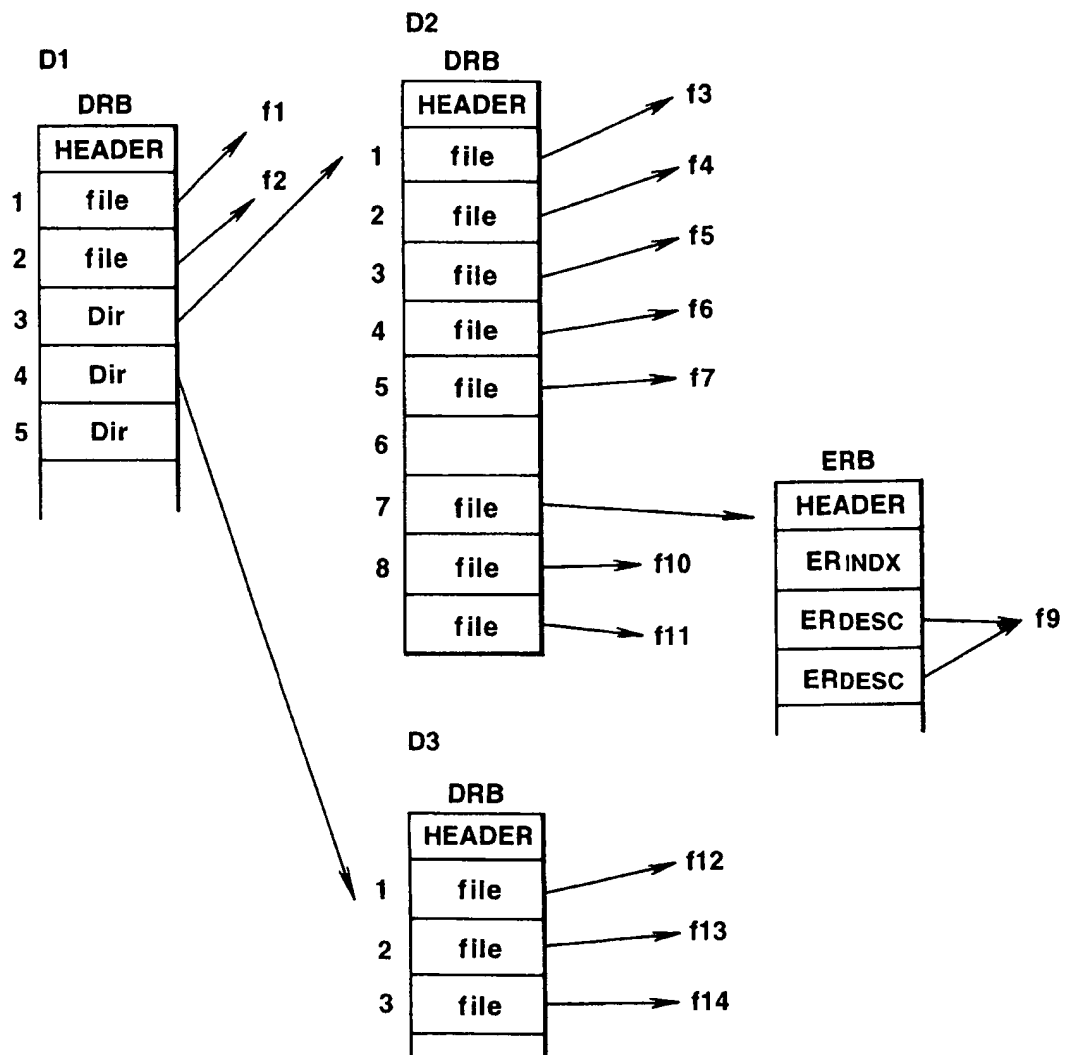 D1
DRB
HEADER
1 file
2 file
3 Dir
4 Dir
5 Dir
f1
f2
D2
DRB
HEADER
1 file
2 file
3 file
4 file
5 file
6
7 file
8 file
file
f3
f4
f5
f6
f7
f10
f11
ERB
HEADER
ERINDX
ERDESC
ERDESC
f9
D3
DRB
HEADER
1 file
2 file
3 file
f12
f13
f14